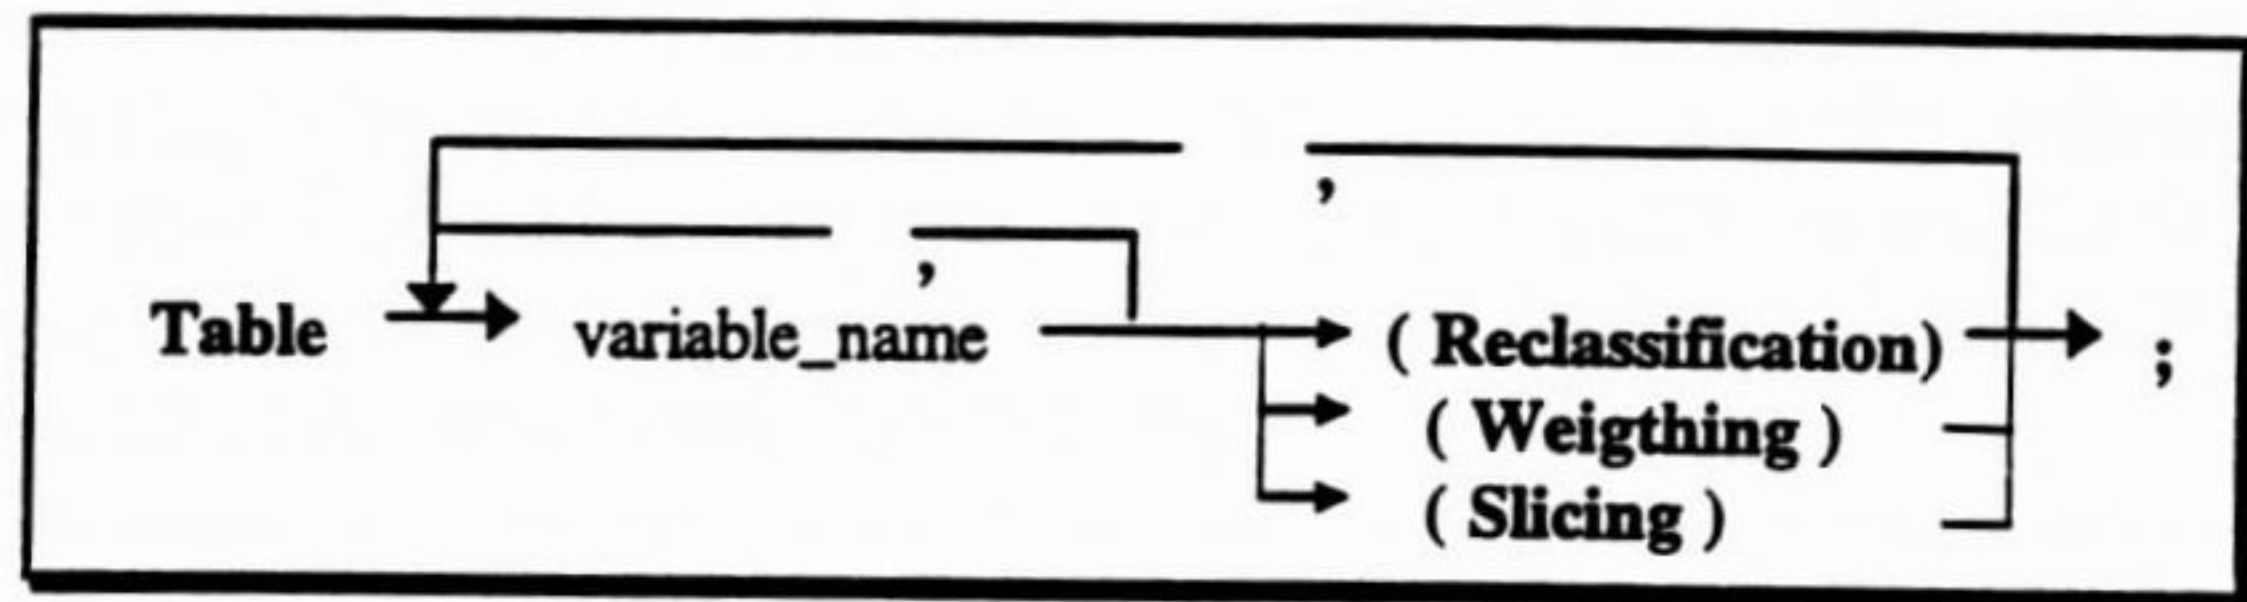 ,
,
Table variable_name ( Reclassification) ;
( Weigthing )
( Slicing )